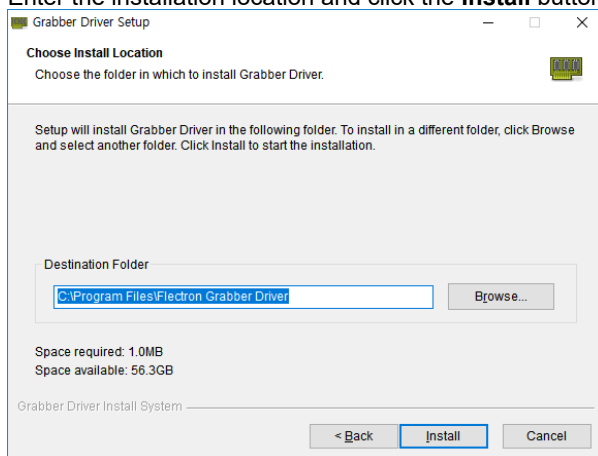 Enter the installation location and click the Install button
Grabber Driver Setup
Choose Install Location
Choose the folder in which to install Grabber Driver.
Setup will install Grabber Driver in the following folder. To install in a different folder, click Browse
and select another folder. Click Install to start the installation.
Destination Folder
C:\Program Files\Flectron Grabber Driver
Browse...
Space required: 1.0MB
Space available: 56.3GB
Grabber Driver Install System
< Back
Install
Cancel